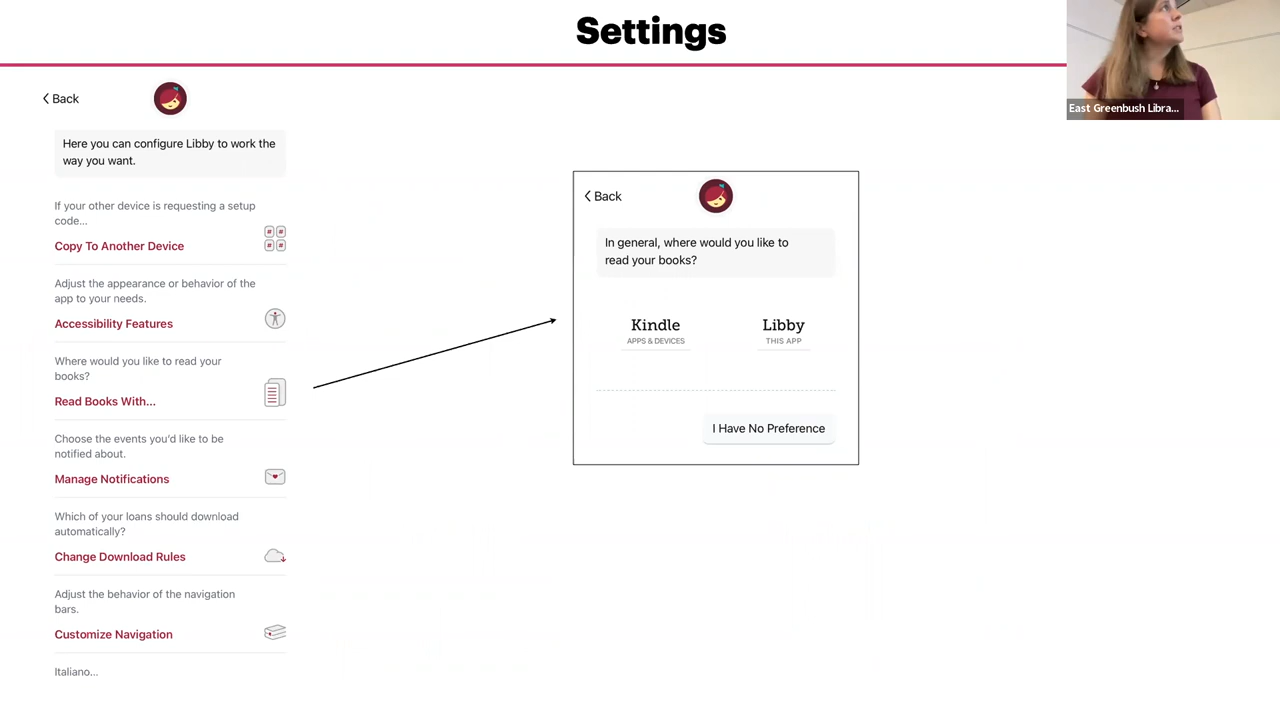 Settings
East Greenbush Libra...
Back
Here you can configure Libby to work the
way you want.
If your other device is requesting a setup
code...
Copy To Another Device
Adjust the appearance or behavior of the
app to your needs.
Accessibility Features
Where would you like to read your
books?
Read Books With...
Choose the events you'd like to be
notified about.
Manage Notifications
Which of your loans should download
automatically?
Change Download Rules
Adjust the behavior of the navigation
bars.
Customize Navigation
Italiano...
Back
In general, where would you like to
read your books?
Kindle
APPS & DEVICES
Libby
THIS APP
I Have No Preference